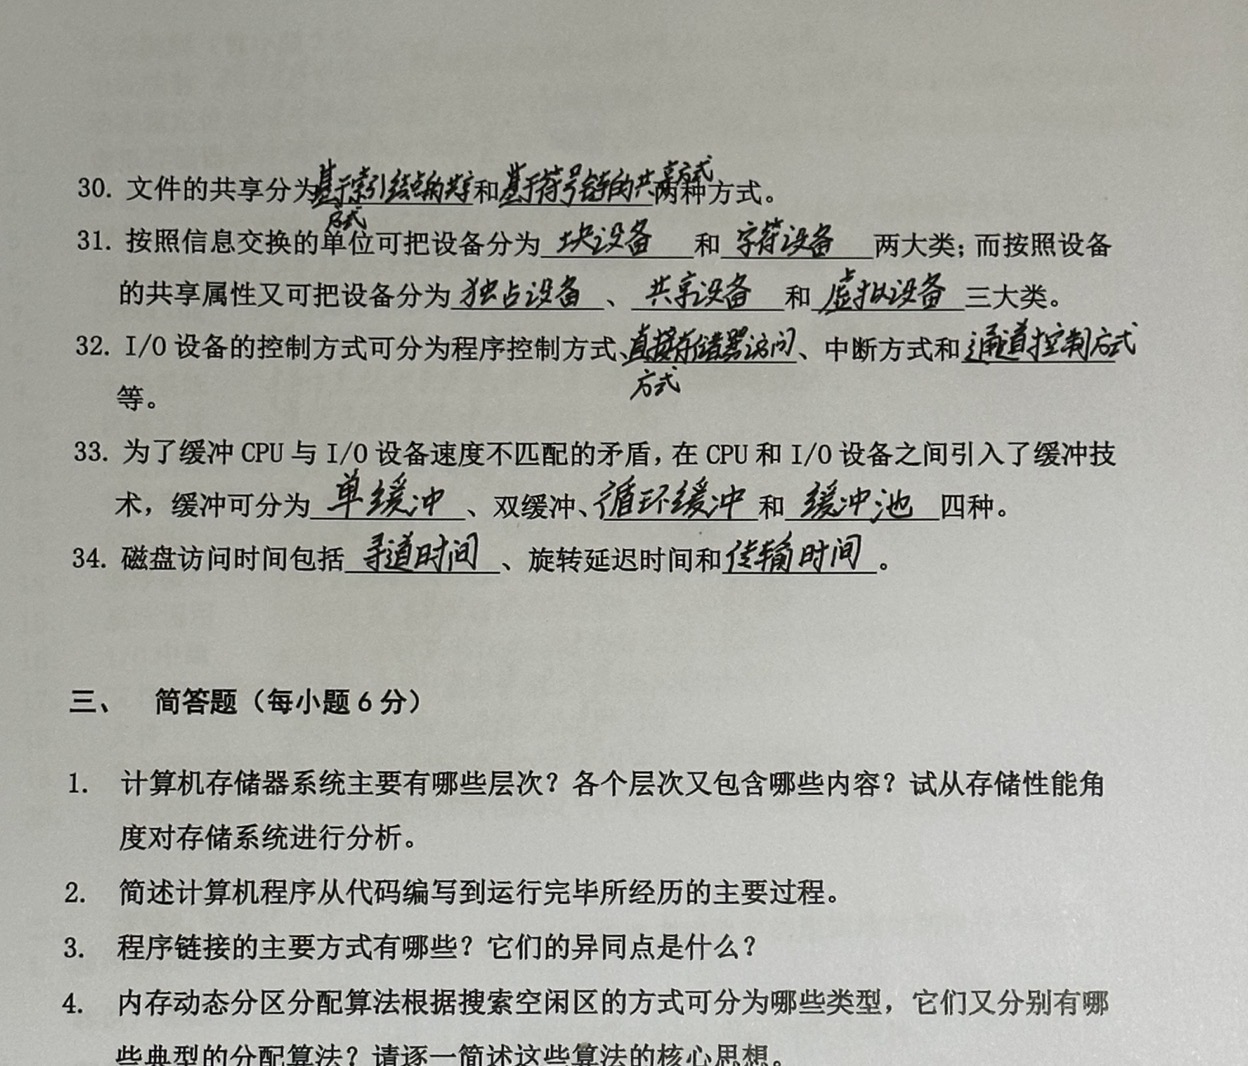 30. 文件的共享分为基于索引结点的共享方式和基于符号链的共享方式两种方式。
31. 按照信息交换的单位可把设备分为 块设备 和 字符设备 两大类；而按照设备
的共享属性又可把设备分为 独占设备 、 共享设备 和 虚拟设备 三大类。
32. I/O 设备的控制方式可分为程序控制方式、直接存储器访问方式、中断方式和通道控制方式
等。
33. 为了缓冲 CPU 与 I/O 设备速度不匹配的矛盾，在 CPU 和 I/O 设备之间引入了缓冲技
术，缓冲可分为 单缓冲 、双缓冲、循环缓冲 和 缓冲池 四种。
34. 磁盘访问时间包括 寻道时间 、旋转延迟时间和传输时间。
三、 简答题（每小题 6 分）
1. 计算机存储器系统主要有哪些层次？各个层次又包含哪些内容？试从存储性能角
度对存储系统进行分析。
2. 简述计算机程序从代码编写到运行完毕所经历的主要过程。
3. 程序链接的主要方式有哪些？它们的异同点是什么？
4. 内存动态分区分配算法根据搜索空闲区的方式可分为哪些类型，它们又分别有哪
些典型的分配算法？请逐一简述这些算法的核心思想。